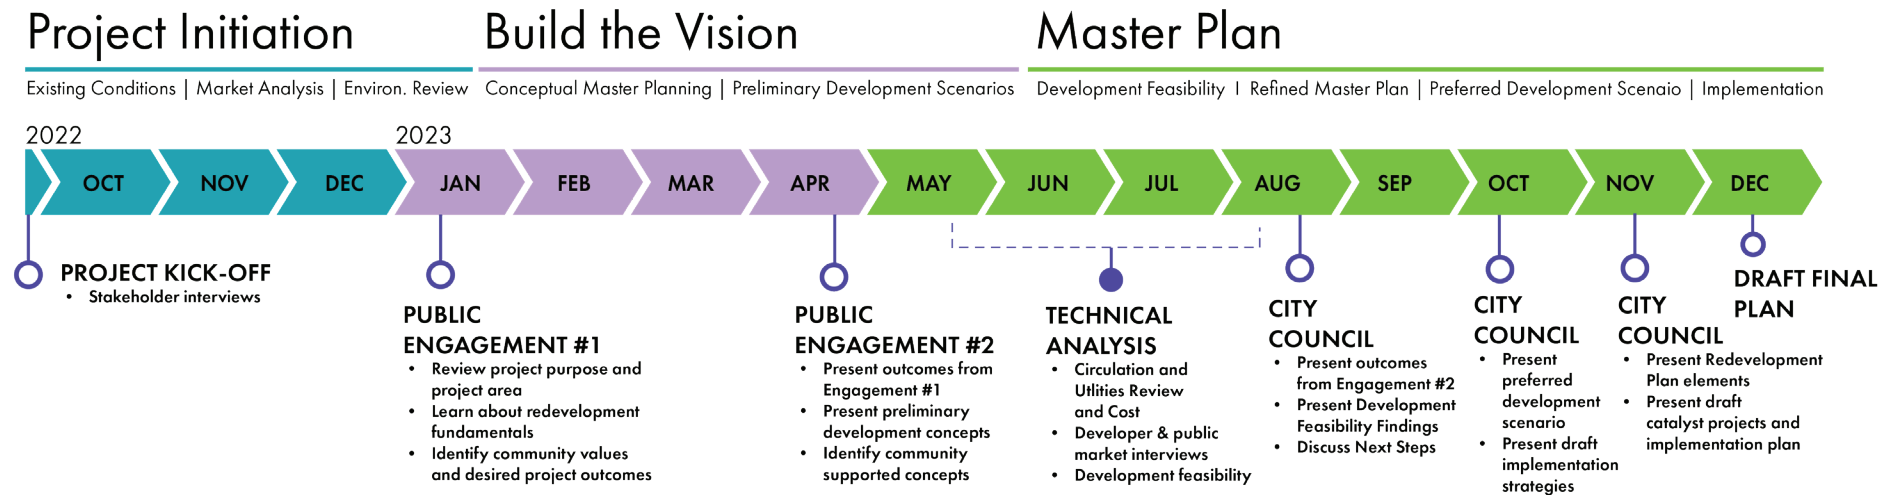 Project Initiation
Existing Conditions | Market Analysis | Environ. Review
Build the Vision
Conceptual Master Planning | Preliminary Development Scenarios
Master Plan
Development Feasibility I Refined Master Plan | Preferred Development Scenaio | Implementation
2022
2023
OCT
NOV
DEC
JAN
FEB
MAR
APR
MAY
JUN
JUL
AUG
SEP
OCT
NOV
DEC
PROJECT KICK-OFF
• Stakeholder interviews
PUBLIC
ENGAGEMENT #1
• Review project purpose and
project area
• Learn about redevelopment
fundamentals
• Identify community values
and desired project outcomes
PUBLIC
ENGAGEMENT #2
• Present outcomes from
Engagement #1
• Present preliminary
development concepts
• Identify community
supported concepts
TECHNICAL
ANALYSIS
• Circulation and
Utlities Review
and Cost
• Developer & public
market interviews
• Development feasibility
CITY
COUNCIL
• Present outcomes
from Engagement #2
• Present Development
Feasibility Findings
• Discuss Next Steps
CITY
COUNCIL
• Present
preferred
development
scenario
• Present draft
implementation
strategies
CITY
COUNCIL
• Present Redevelopment
Plan elements
• Present draft
catalyst projects and
implementation plan
DRAFT FINAL
PLAN